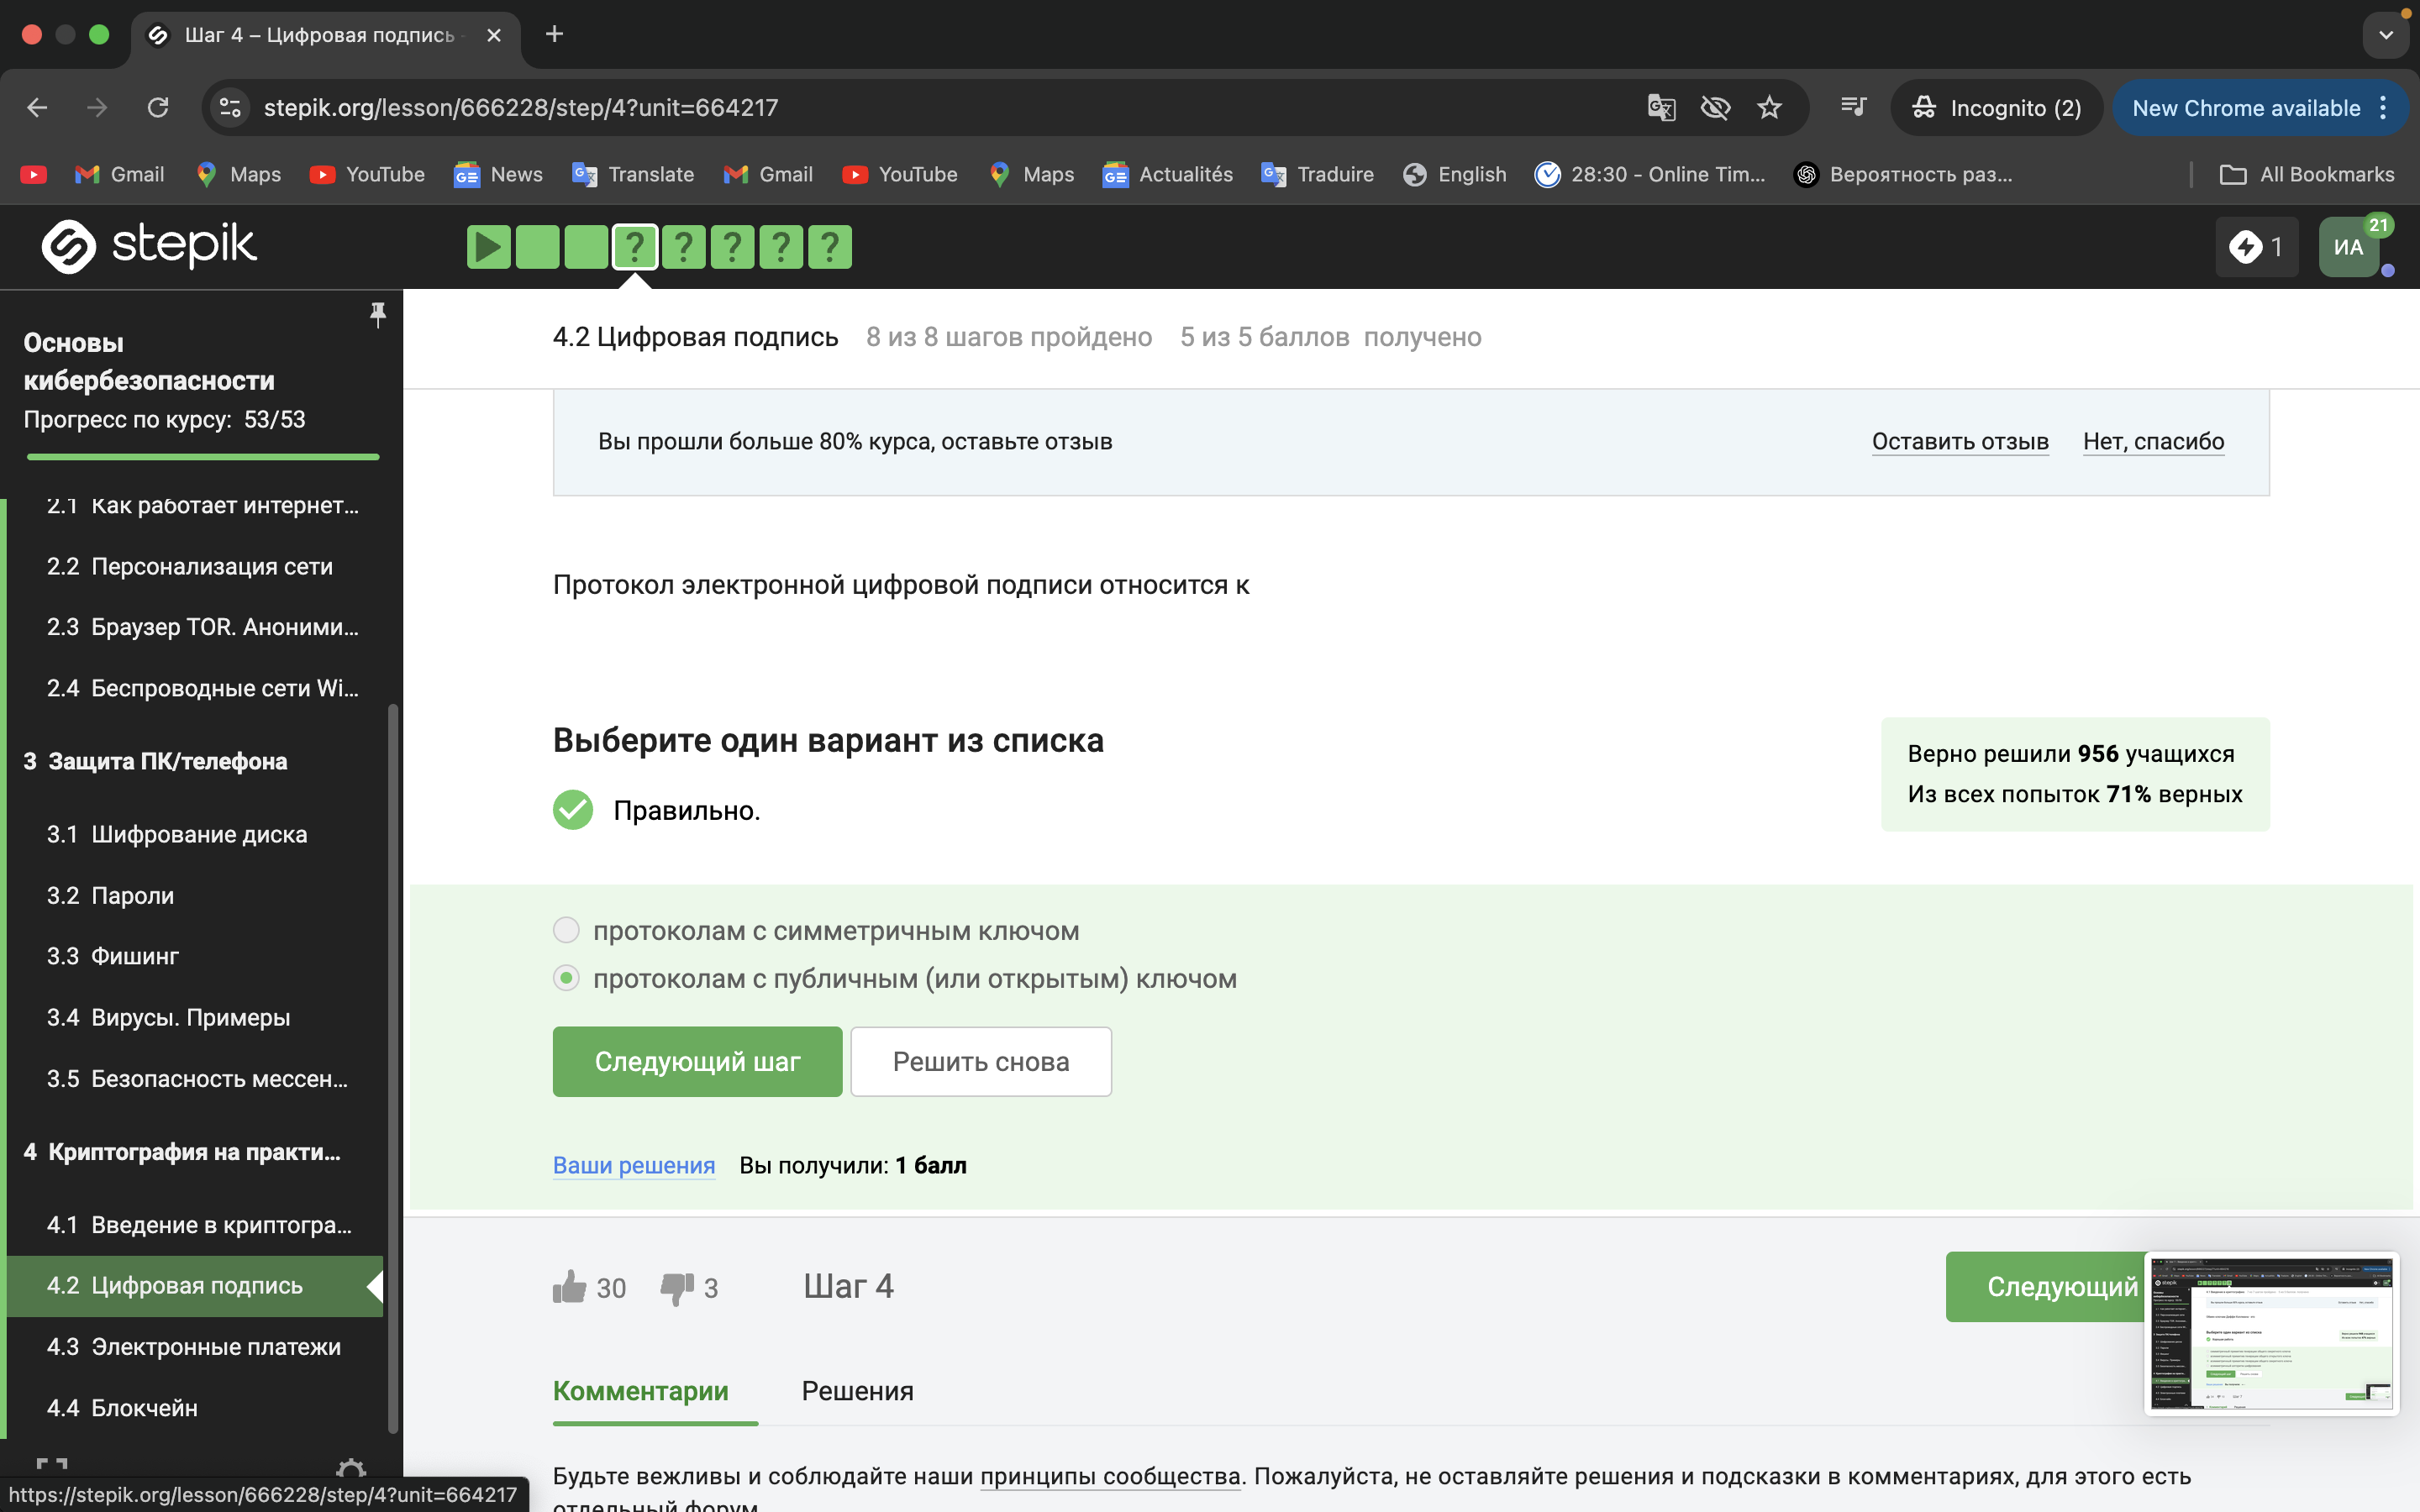 Шаг 4 – Цифровая подпись
stepik.org/lesson/666228/step/4?unit=664217
Incognito (2)
New Chrome available
Gmail
Maps
YouTube
News
Translate
Gmail
YouTube
Maps
Actualités
Traduire
English
28:30 - Online Tim...
Вероятность раз...
All Bookmarks
stepik
? ? ? ? ?
1
ИА
21
Основы
кибербезопасности
Прогресс по курсу: 53/53
2.1 Как работает интернет...
2.2 Персонализация сети
2.3 Браузер TOR. Аноними...
2.4 Беспроводные сети Wi...
3 Защита ПК/телефона
3.1 Шифрование диска
3.2 Пароли
3.3 Фишинг
3.4 Вирусы. Примеры
3.5 Безопасность мессен...
4 Криптография на практи...
4.1 Введение в криптогра...
4.2 Цифровая подпись
4.3 Электронные платежи
4.4 Блокчейн
4.2 Цифровая подпись 8 из 8 шагов пройдено 5 из 5 баллов получено
Вы прошли больше 80% курса, оставьте отзыв
Оставить отзыв
Нет, спасибо
Протокол электронной цифровой подписи относится к
Выберите один вариант из списка
Правильно.
Верно решили 956 учащихся
Из всех попыток 71% верных
протоколам с симметричным ключом
протоколам с публичным (или открытым) ключом
Следующий шаг
Решить снова
Ваши решения Вы получили: 1 балл
30
3
Шаг 4
Следующий
Комментарии
Решения
Будьте вежливы и соблюдайте наши принципы сообщества. Пожалуйста, не оставляйте решения и подсказки в комментариях, для этого есть
отдельный форум.
https://stepik.org/lesson/666228/step/4?unit=664217